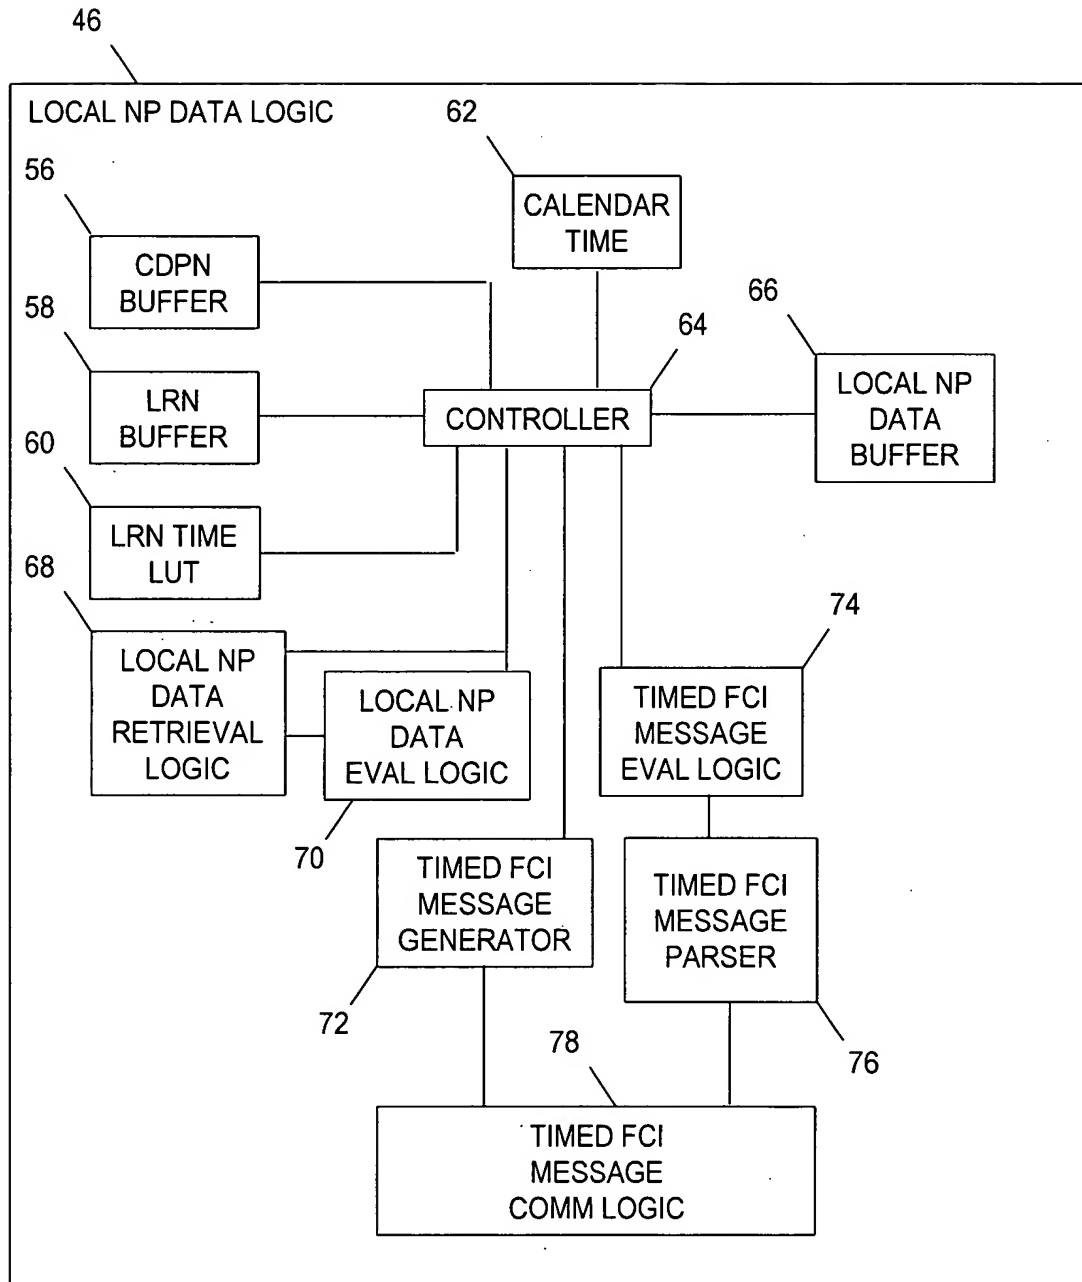 46
LOCAL NP DATA LOGIC
62
56
CALENDAR
TIME
CDPN
BUFFER
58
66
64
LRN
BUFFER
CONTROLLER
LOCAL NP
DATA
BUFFER
60
LRN TIME
LUT
68
74
LOCAL NP
DATA
RETRIEVAL
LOGIC
LOCAL NP
DATA
EVAL LOGIC
TIMED FCI
MESSAGE
EVAL LOGIC
70
TIMED FCI
MESSAGE
GENERATOR
TIMED FCI
MESSAGE
PARSER
72
78
76
TIMED FCI
MESSAGE
COMM LOGIC